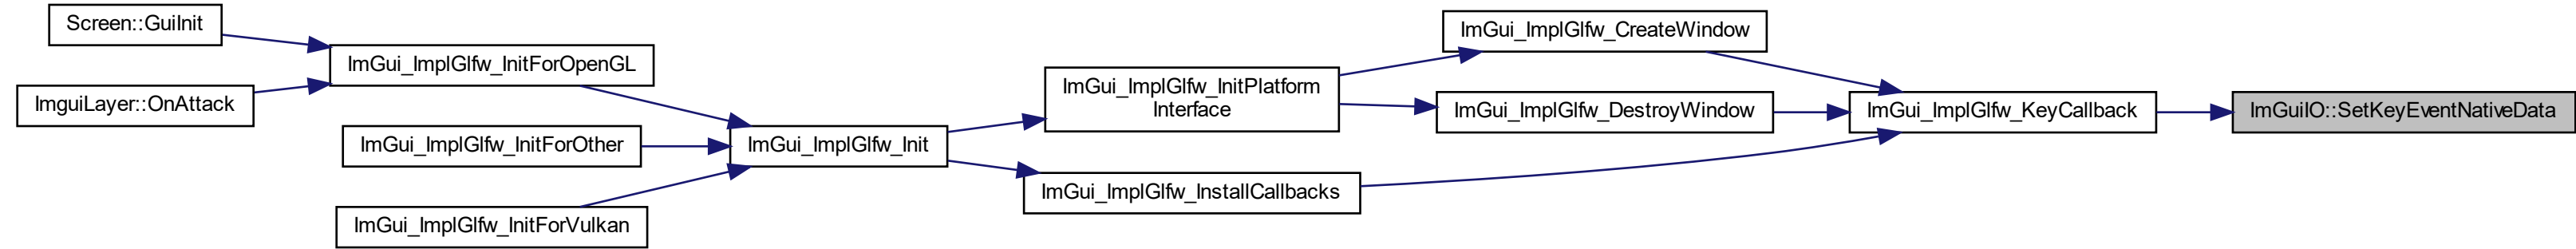 Screen::GuiInit
ImguiLayer::OnAttack
ImGui_ImplGlfw_InitForOpenGL
ImGui_ImplGlfw_InitForOther
ImGui_ImplGlfw_InitForVulkan
ImGui_ImplGlfw_Init
ImGui_ImplGlfw_InitPlatform
Interface
ImGui_ImplGlfw_InstallCallbacks
ImGui_ImplGlfw_CreateWindow
ImGui_ImplGlfw_DestroyWindow
ImGui_ImplGlfw_KeyCallback
ImGuiIO::SetKeyEventNativeData